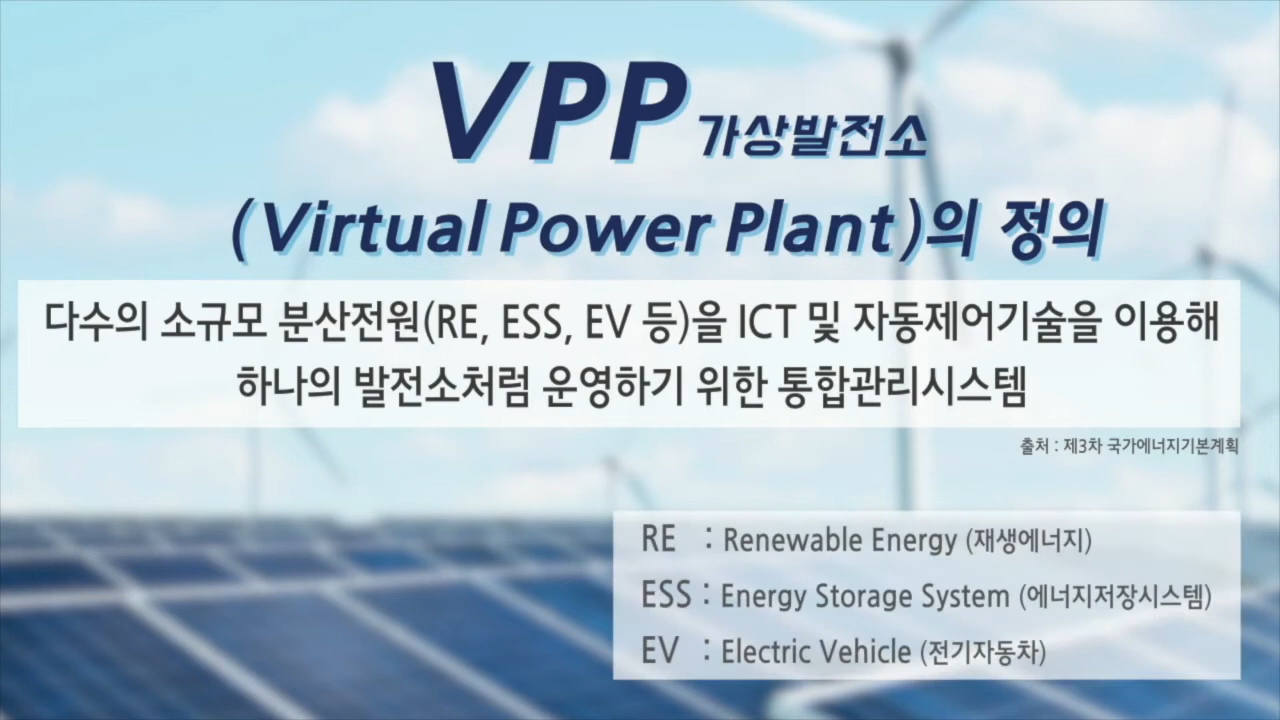 VPP 가상발전소
(Virtual Power Plant)의 정의
다수의 소규모 분산전원(RE, ESS, EV 등)을 ICT 및 자동제어기술을 이용해
하나의 발전소처럼 운영하기 위한 통합관리시스템
출처 : 제3차 국가에너지기본계획
RE : Renewable Energy (재생에너지)
ESS : Energy Storage System (에너지저장시스템)
EV : Electric Vehicle (전기자동차)